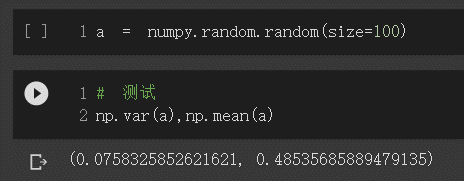 [ ] 1 a = numpy.random.random(size=100)
1 # 测试
2 np.var(a),np.mean(a)
(0.0758325852621621, 0.48535685889479135)